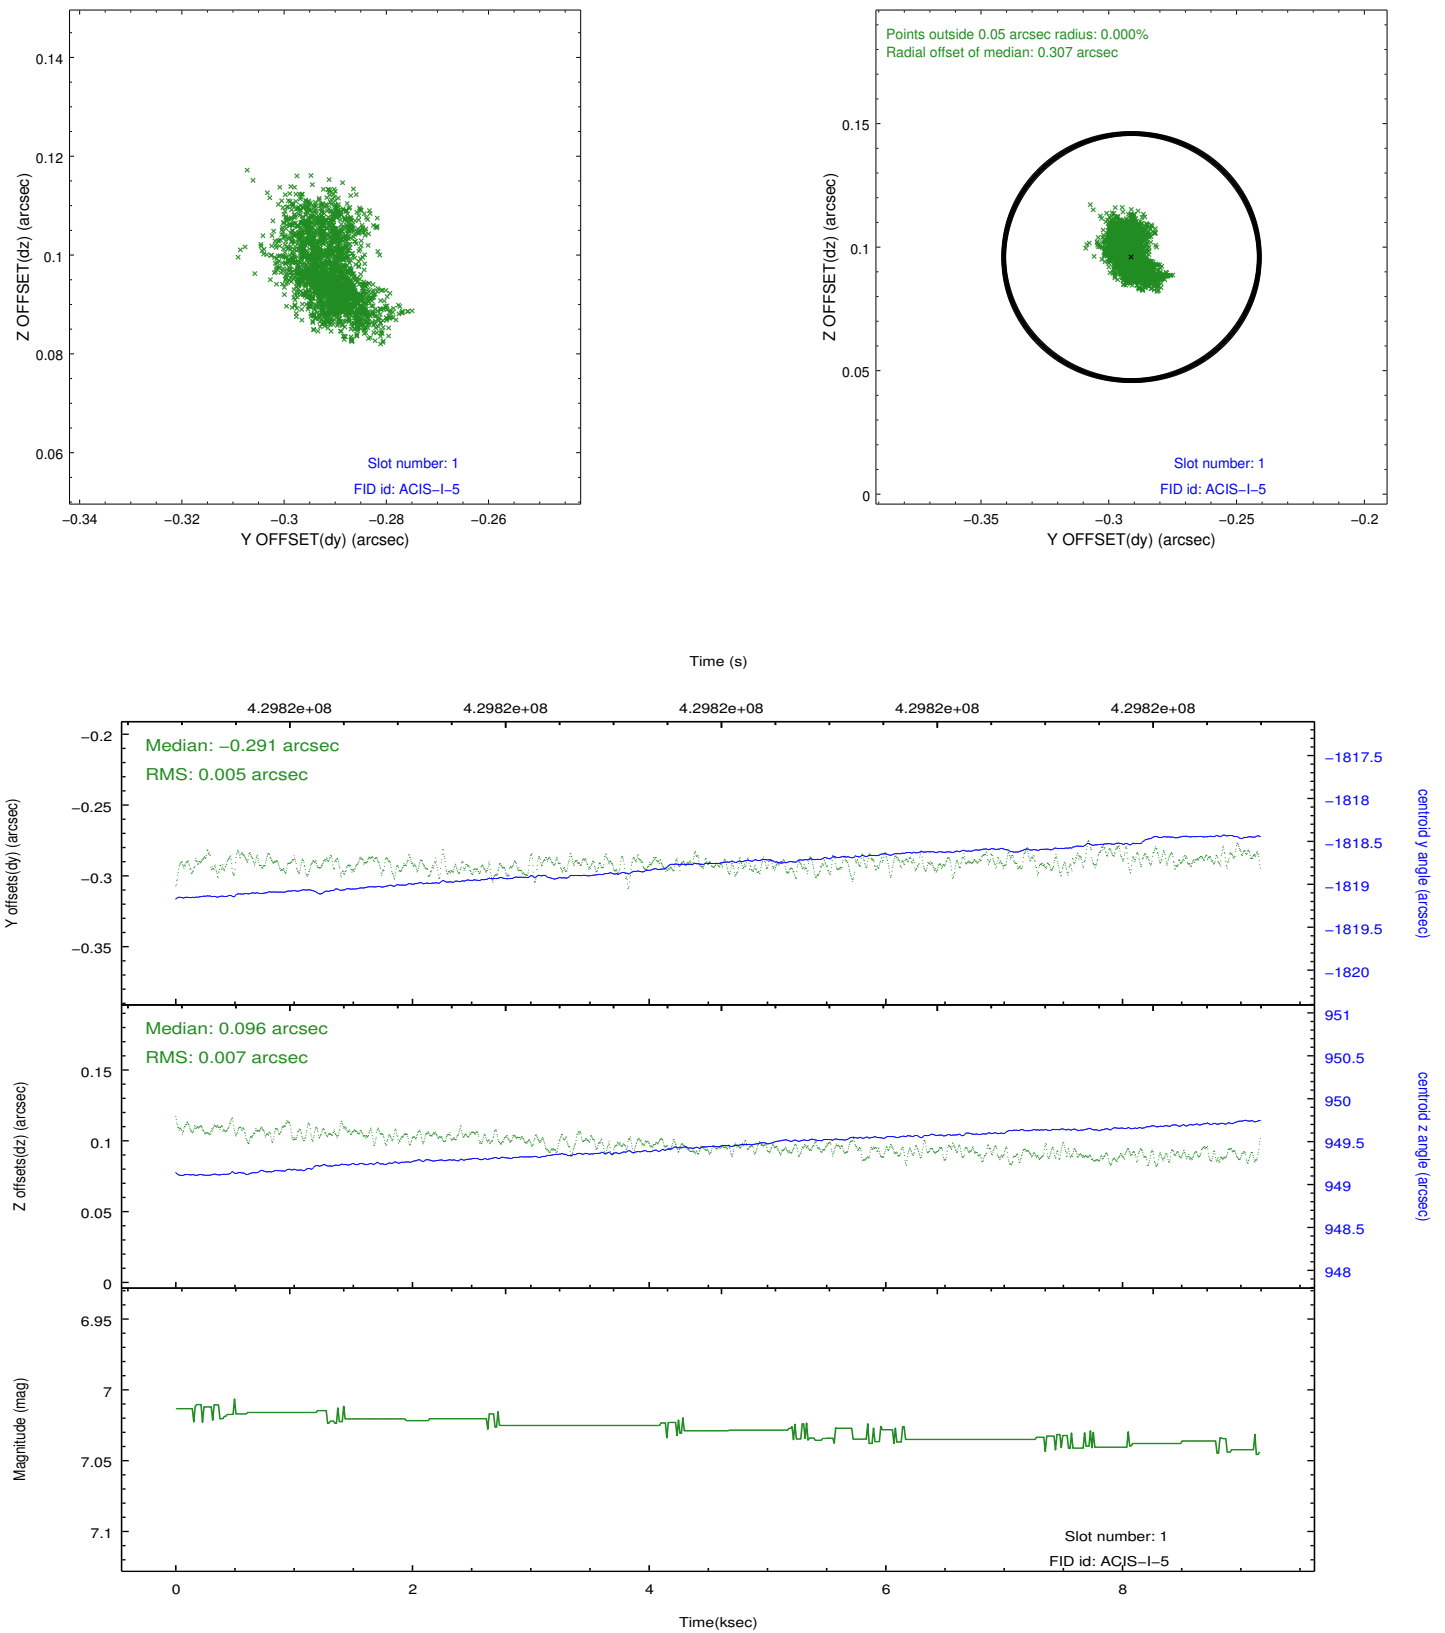 0.14
0.12
0.1
0.08
0.06
Z OFFSET(dz) (arcsec)
Slot number: 1
FID id: ACIS−I−5
−0.34 −0.32 −0.3 −0.28 −0.26
Y OFFSET(dy) (arcsec)
Points outside 0.05 arcsec radius: 0.000%
Radial offset of median: 0.307 arcsec
0.15
0.1
0.05
0
Z OFFSET(dz) (arcsec)
Slot number: 1
FID id: ACIS−I−5
−0.35 −0.3 −0.25 −0.2
Y OFFSET(dy) (arcsec)
Time (s)
4.2982e+08 4.2982e+08 4.2982e+08 4.2982e+08 4.2982e+08
Median: −0.291 arcsec
RMS: 0.005 arcsec
−0.2
−0.25
−0.3
−0.35
Y offsets(dy) (arcsec)
−1817.5
−1818
−1818.5
−1819
−1819.5
−1820
centroid y angle (arcsec)
Median: 0.096 arcsec
RMS: 0.007 arcsec
0.15
0.1
0.05
0
Z offsets(dz) (arcsec)
951
950.5
950
949.5
949
948.5
948
centroid z angle (arcsec)
6.95
7
7.05
7.1
Magnitude (mag)
Slot number: 1
FID id: ACIS−I−5
0 2 4 6 8
Time(ksec)